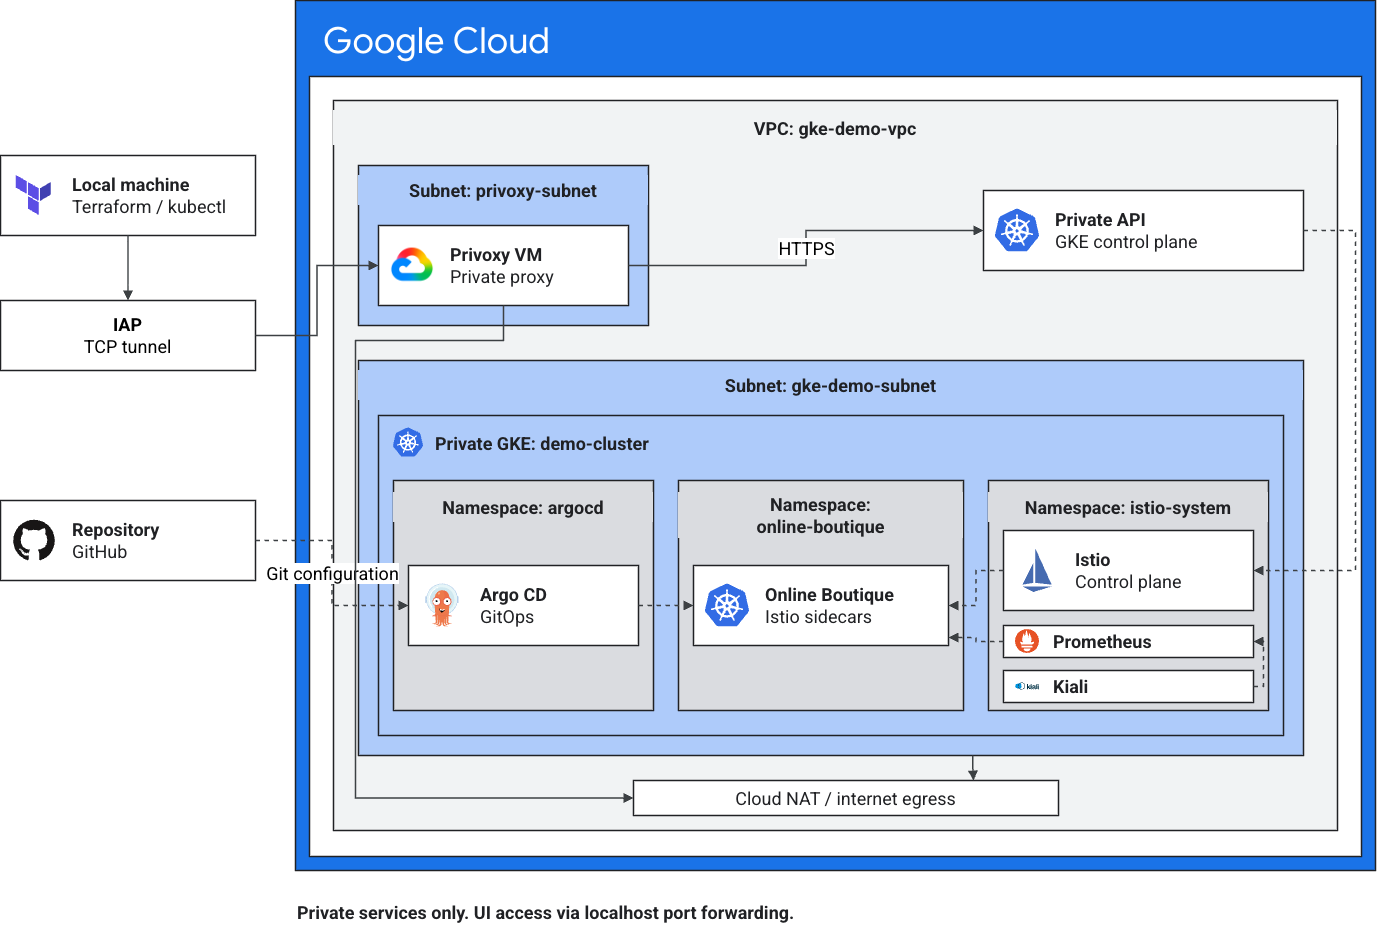 Google Cloud
VPC: gke-demo-vpc
Local machine
Terraform / kubectl
Subnet: privoxy-subnet
Privoxy VM
Private proxy
HTTPS
Private API
GKE control plane
IAP
TCP tunnel
Subnet: gke-demo-subnet
Private GKE: demo-cluster
Repository
GitHub
Git configuration
Namespace: argocd
Argo CD
GitOps
Namespace:
online-boutique
Online Boutique
Istio sidecars
Namespace: istio-system
Istio
Control plane
Prometheus
kiali
Kiali
Cloud NAT / internet egress
Private services only. UI access via localhost port forwarding.